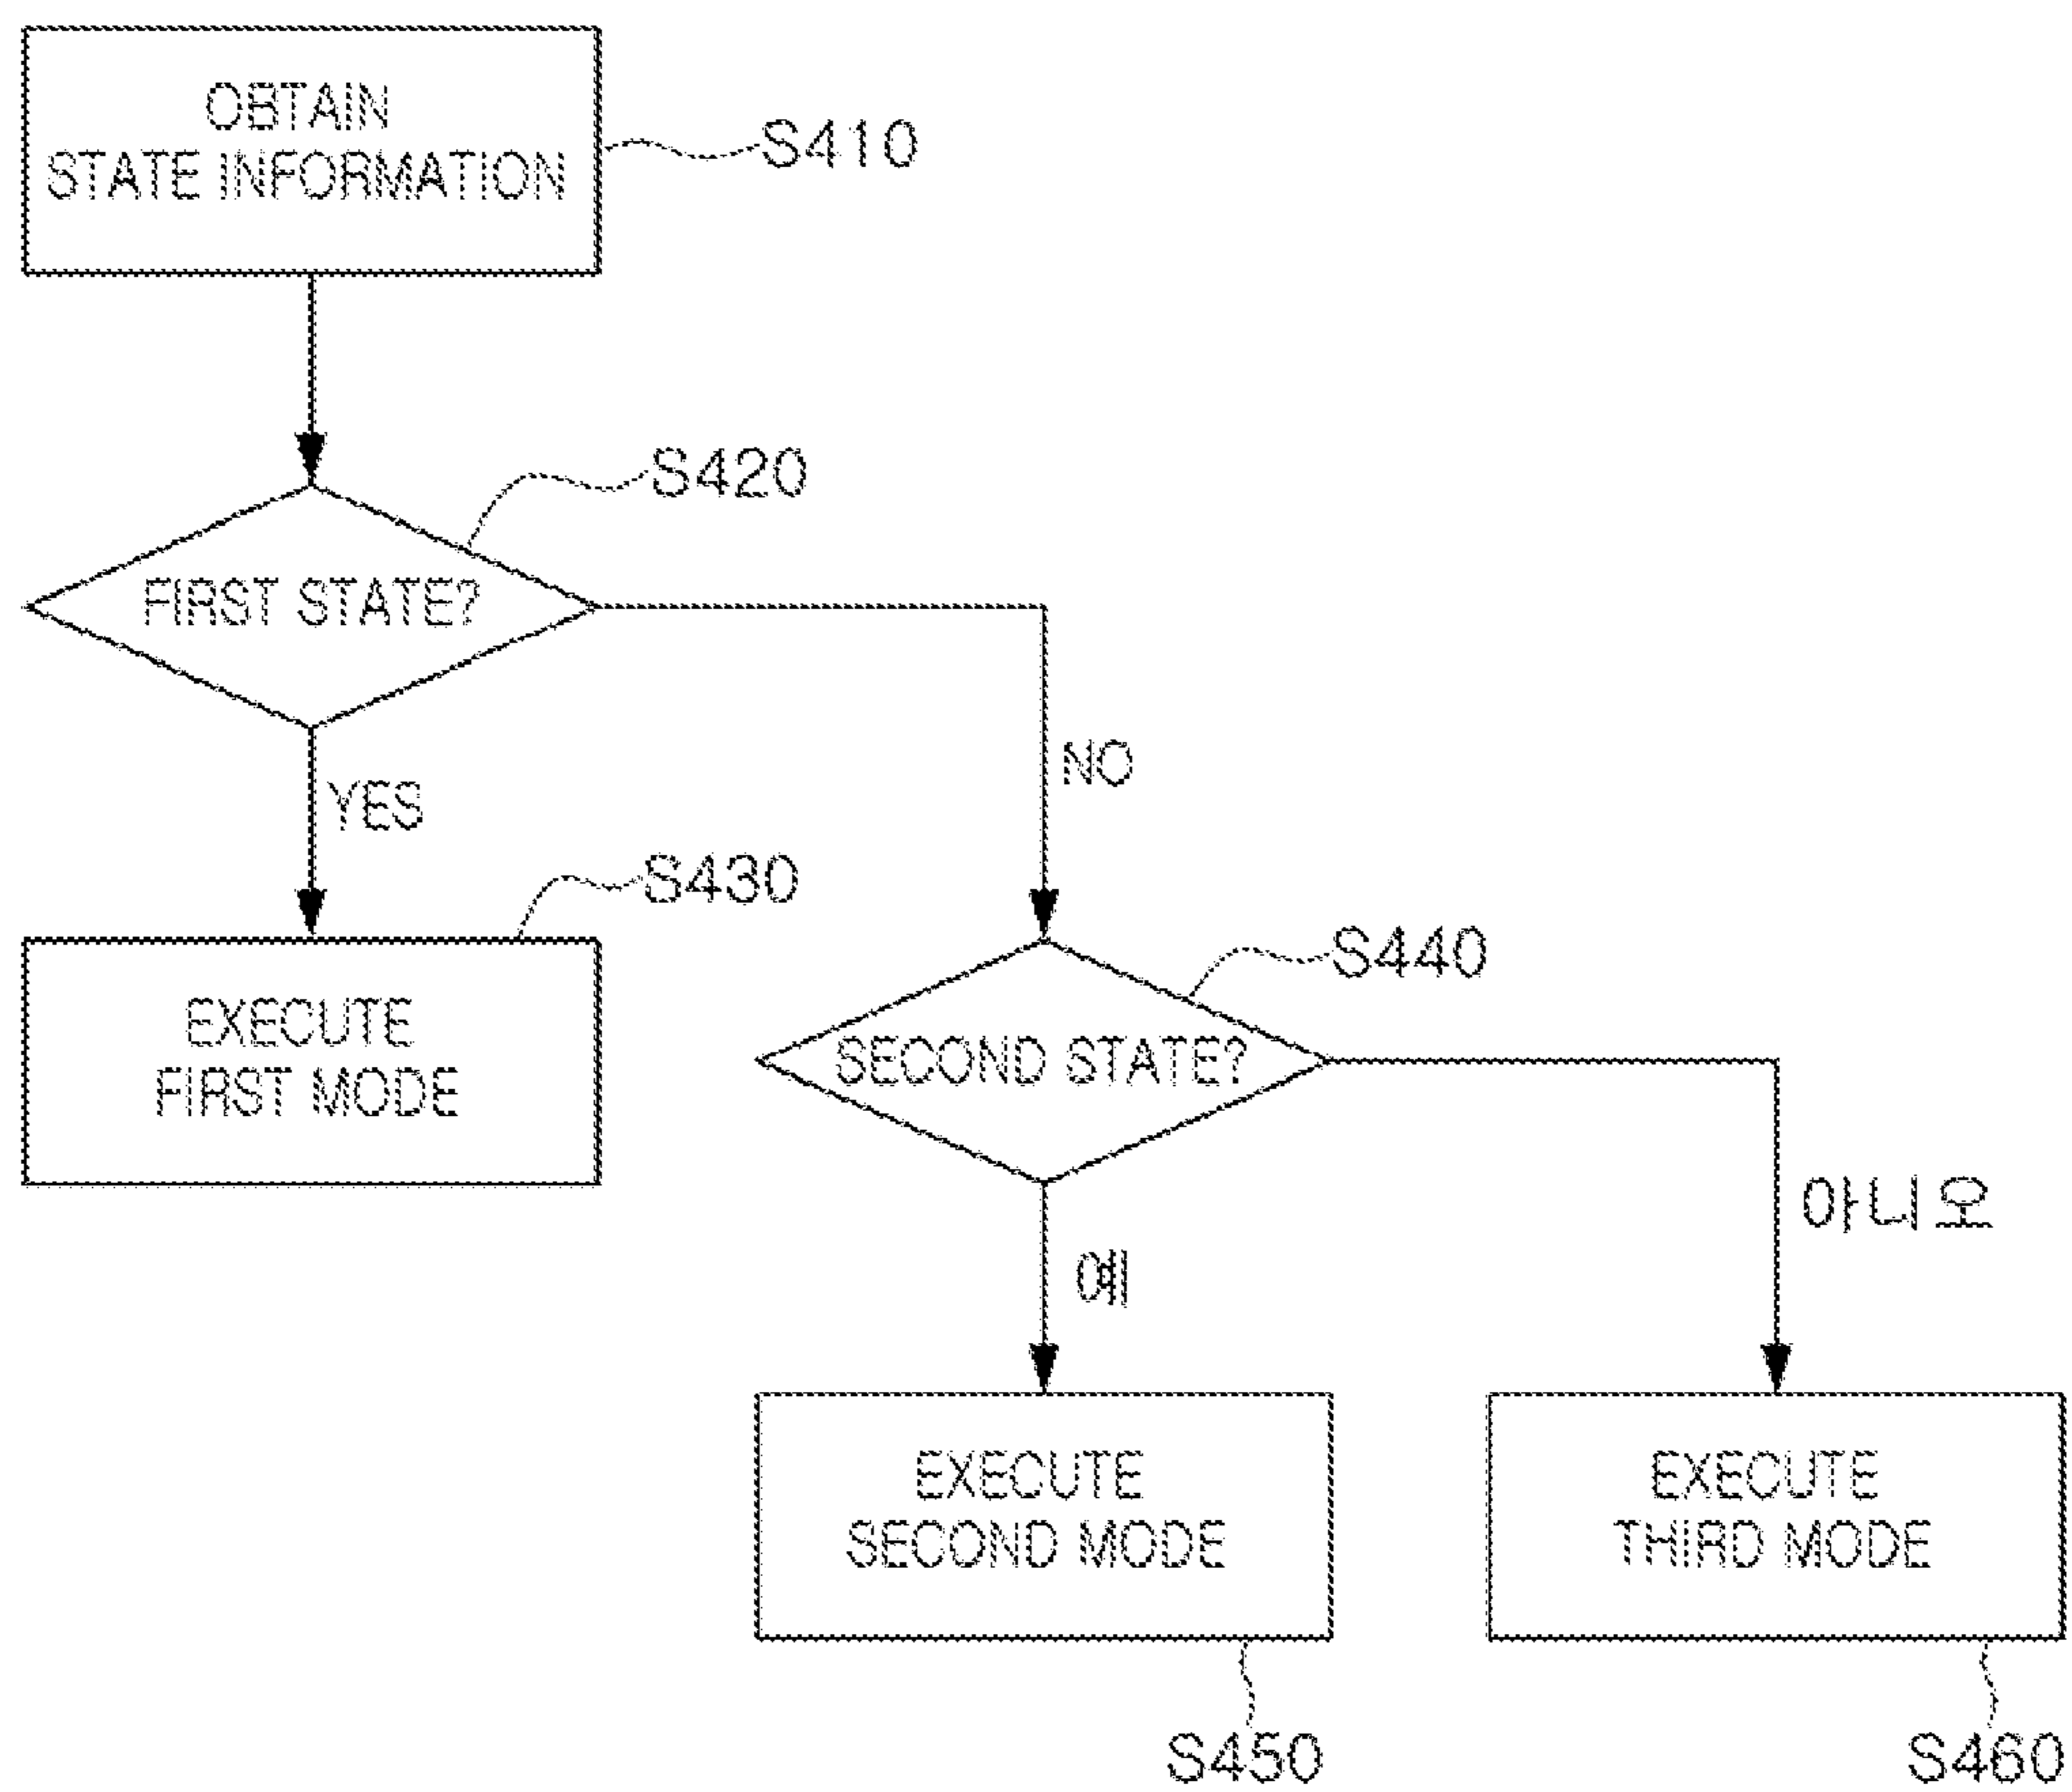 OBTAIN
STATE INFORMATION
S410
S420
FIRST STATE?
NO
YES
S430
EXECUTE
FIRST MODE
S440
SECOND STATE?
아니오
예
EXECUTE
SECOND MODE
EXECUTE
THIRD MODE
S450
S460